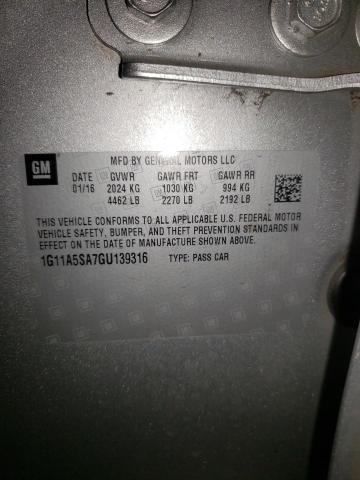 GM
MFD BY GENERAL MOTORS LLC
DATE GVWR GAWR FRT GAWR RR
01/16 2024 KG 1030 KG 994 KG
4462 LB 2270 LB 2192 LB
THIS VEHICLE CONFORMS TO ALL APPLICABLE U.S. FEDERAL MOTOR
VEHICLE SAFETY, BUMPER, AND THEFT PREVENTION STANDARDS IN
EFFECT ON THE DATE OF MANUFACTURE SHOWN ABOVE.
1G11A5SA7GU139316 TYPE: PASS CAR